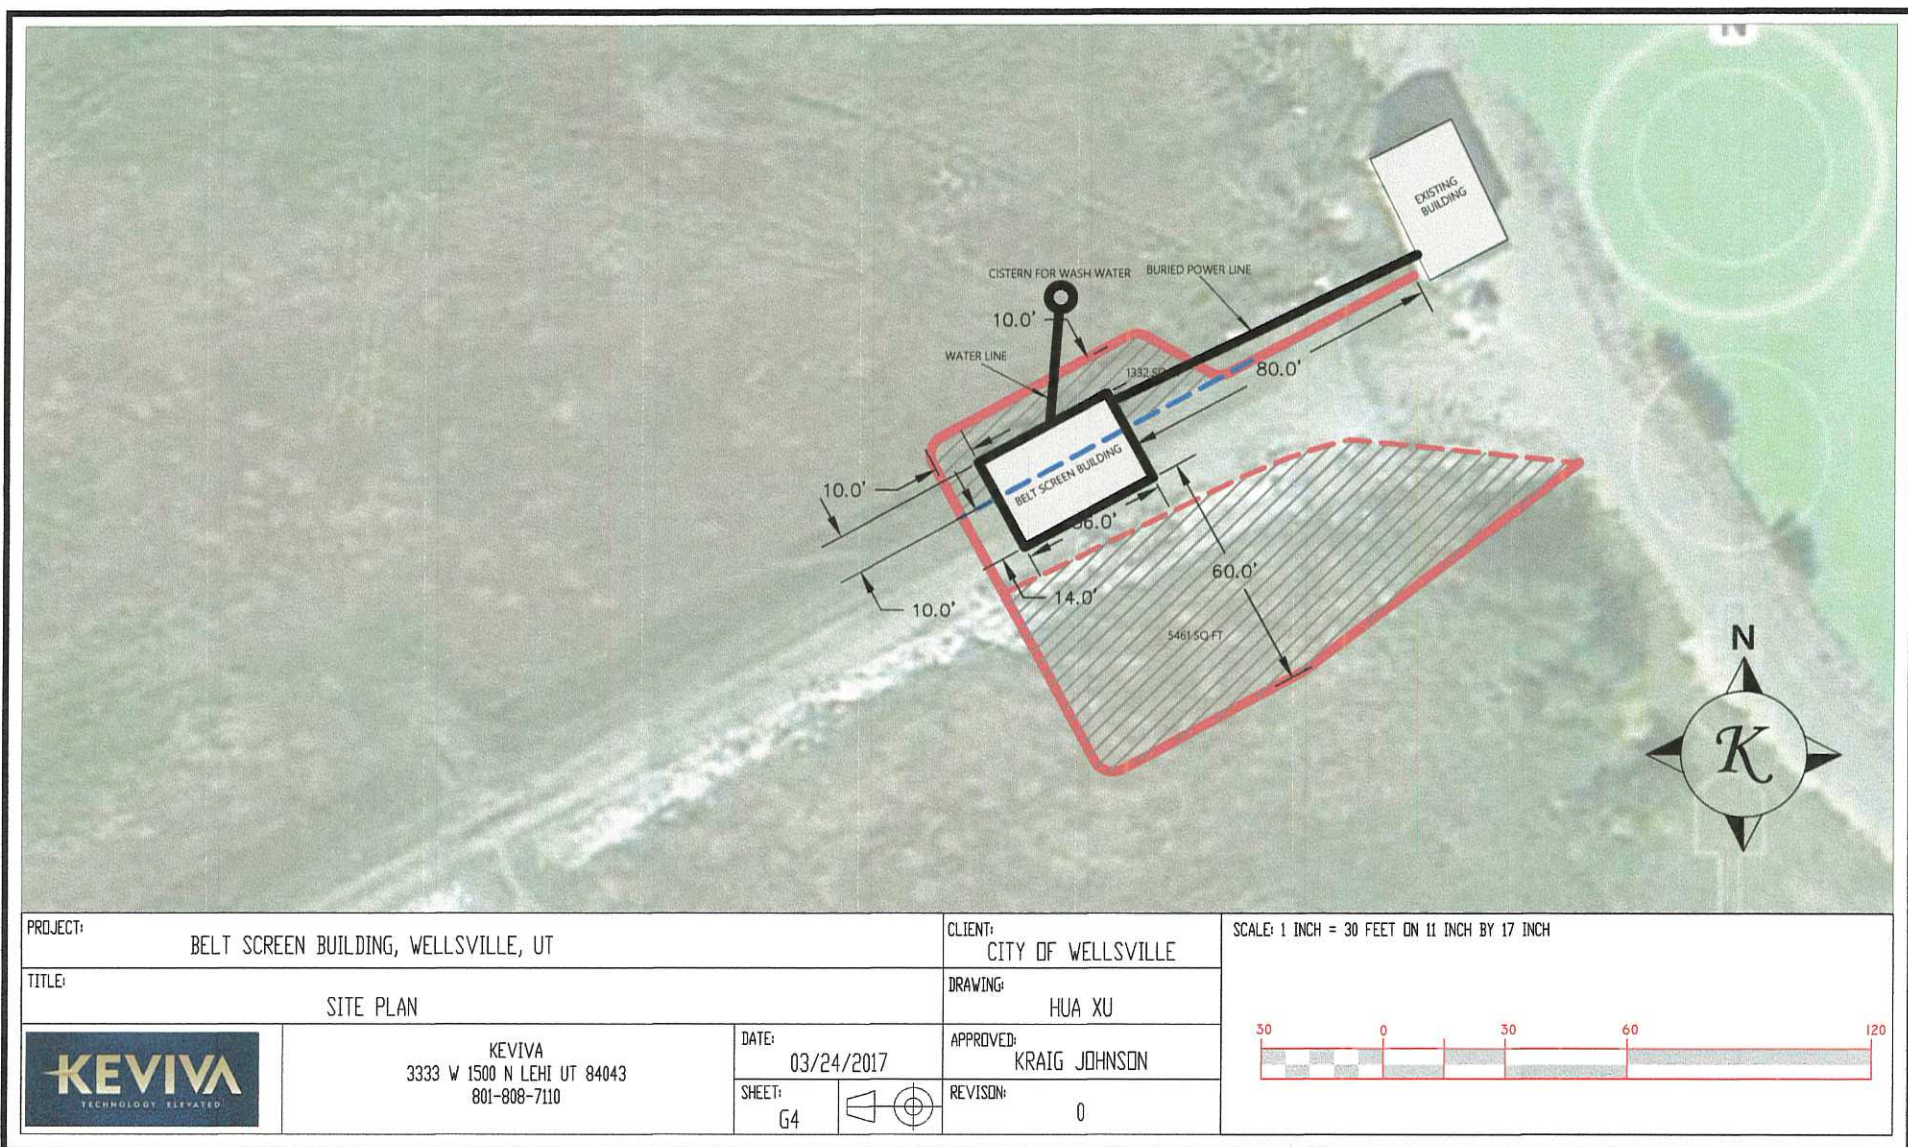 N
EXISTING
BUILDING
CISTERN FOR WASH WATER
BURIED POWER LINE
10.0'
WATER LINE
80.0'
10.0'
BELT SCREEN BUILDING
60.0'
10.0'
14.0'
5461 SQ FT
N
K
PROJECT:
BELT SCREEN BUILDING, WELLSVILLE, UT
TITLE:
SITE PLAN
KEVIVA
TECHNOLOGY ELEVATED
KEVIVA
3333 W 1500 N LEHI UT 84043
801-808-7110
DATE:
03/24/2017
SHEET:
G4
CLIENT:
CITY OF WELLSVILLE
DRAWING:
HUA XU
APPROVED:
KRAIG JOHNSON
REVISON:
0
SCALE: 1 INCH = 30 FEET ON 11 INCH BY 17 INCH
30 0 30 60 120